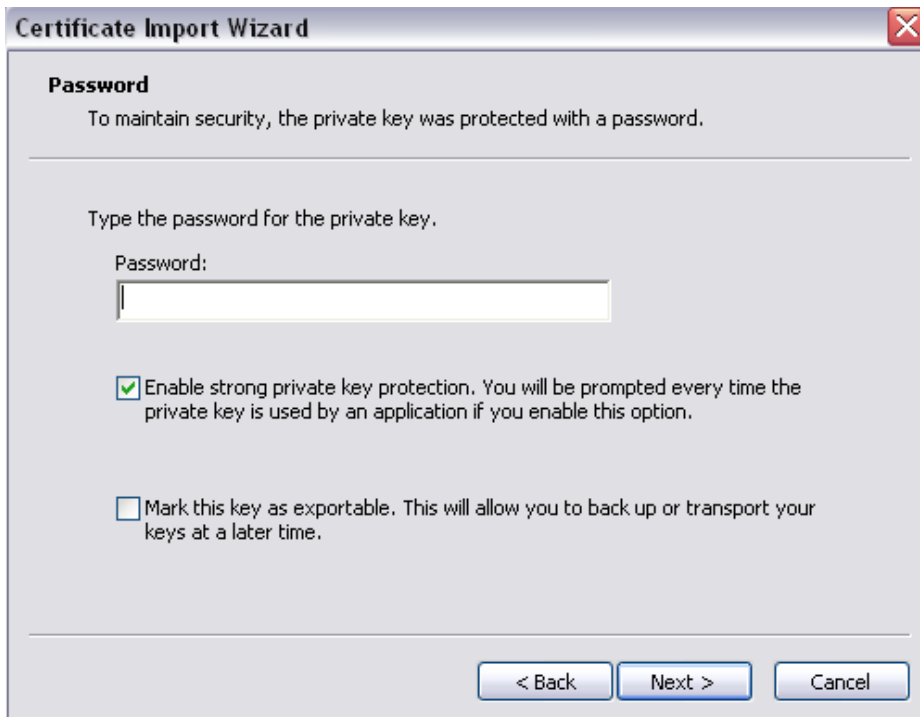 Certificate Import Wizard
Password
To maintain security, the private key was protected with a password.
Type the password for the private key.
Password:
Enable strong private key protection. You will be prompted every time the
private key is used by an application if you enable this option.
Mark this key as exportable. This will allow you to back up or transport your
keys at a later time.
< Back
Next >
Cancel